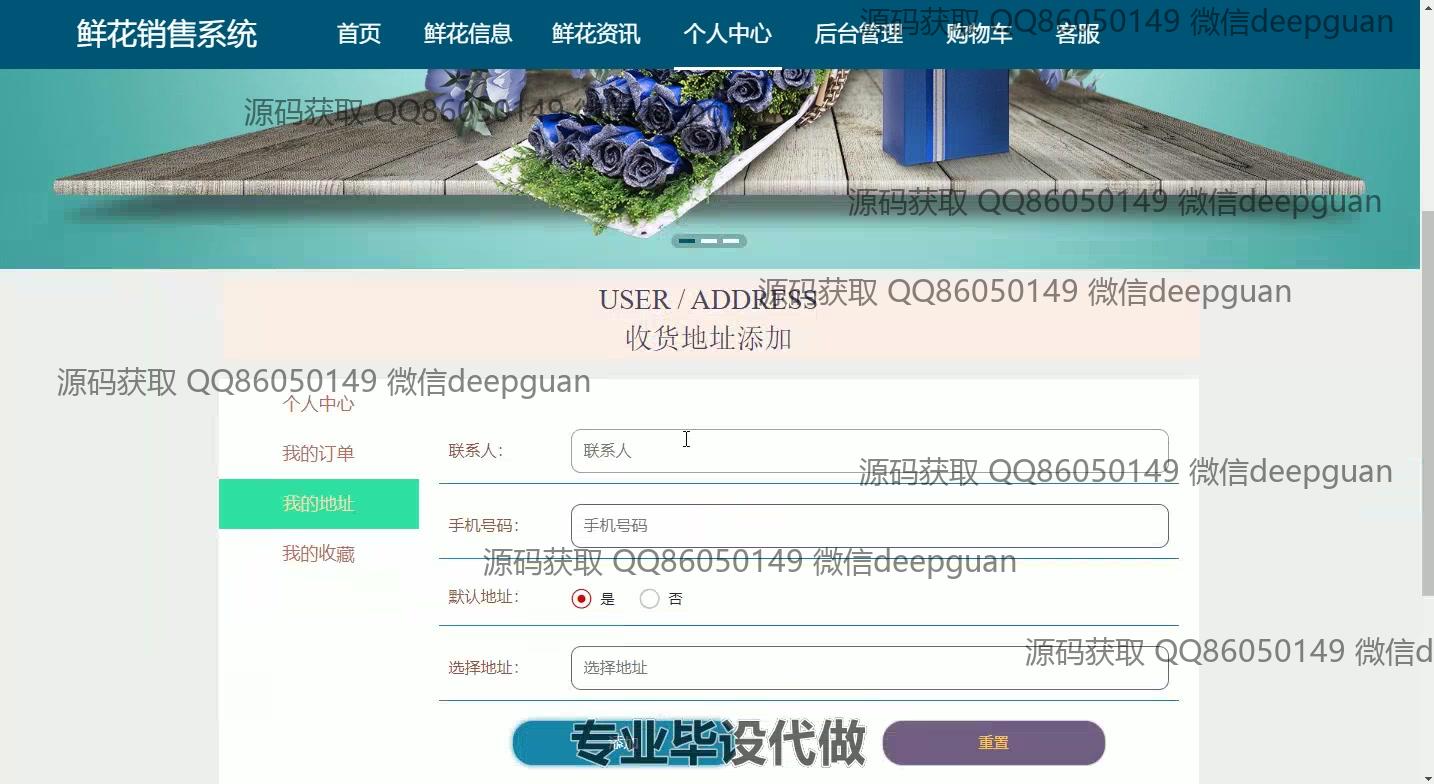 鲜花销售系统 首页 鲜花信息 鲜花资讯 个人中心 后台管理 购物车 客服
源码获取 QQ86050149 微信deepguan
源码获取 QQ86050149
源码获取 QQ86050149 微信deepguan
USER / ADDRESS
源码获取 QQ86050149 微信deepguan
收货地址添加
源码获取 QQ86050149 微信deepguan
个人中心
我的订单
我的地址
我的收藏
联系人: 联系人
源码获取 QQ86050149 微信deepguan
手机号码: 手机号码
源码获取 QQ86050149 微信deepguan
默认地址: 是 否
源码获取 QQ86050149 微信d
选择地址: 选择地址
添加 重置
专业毕设代做